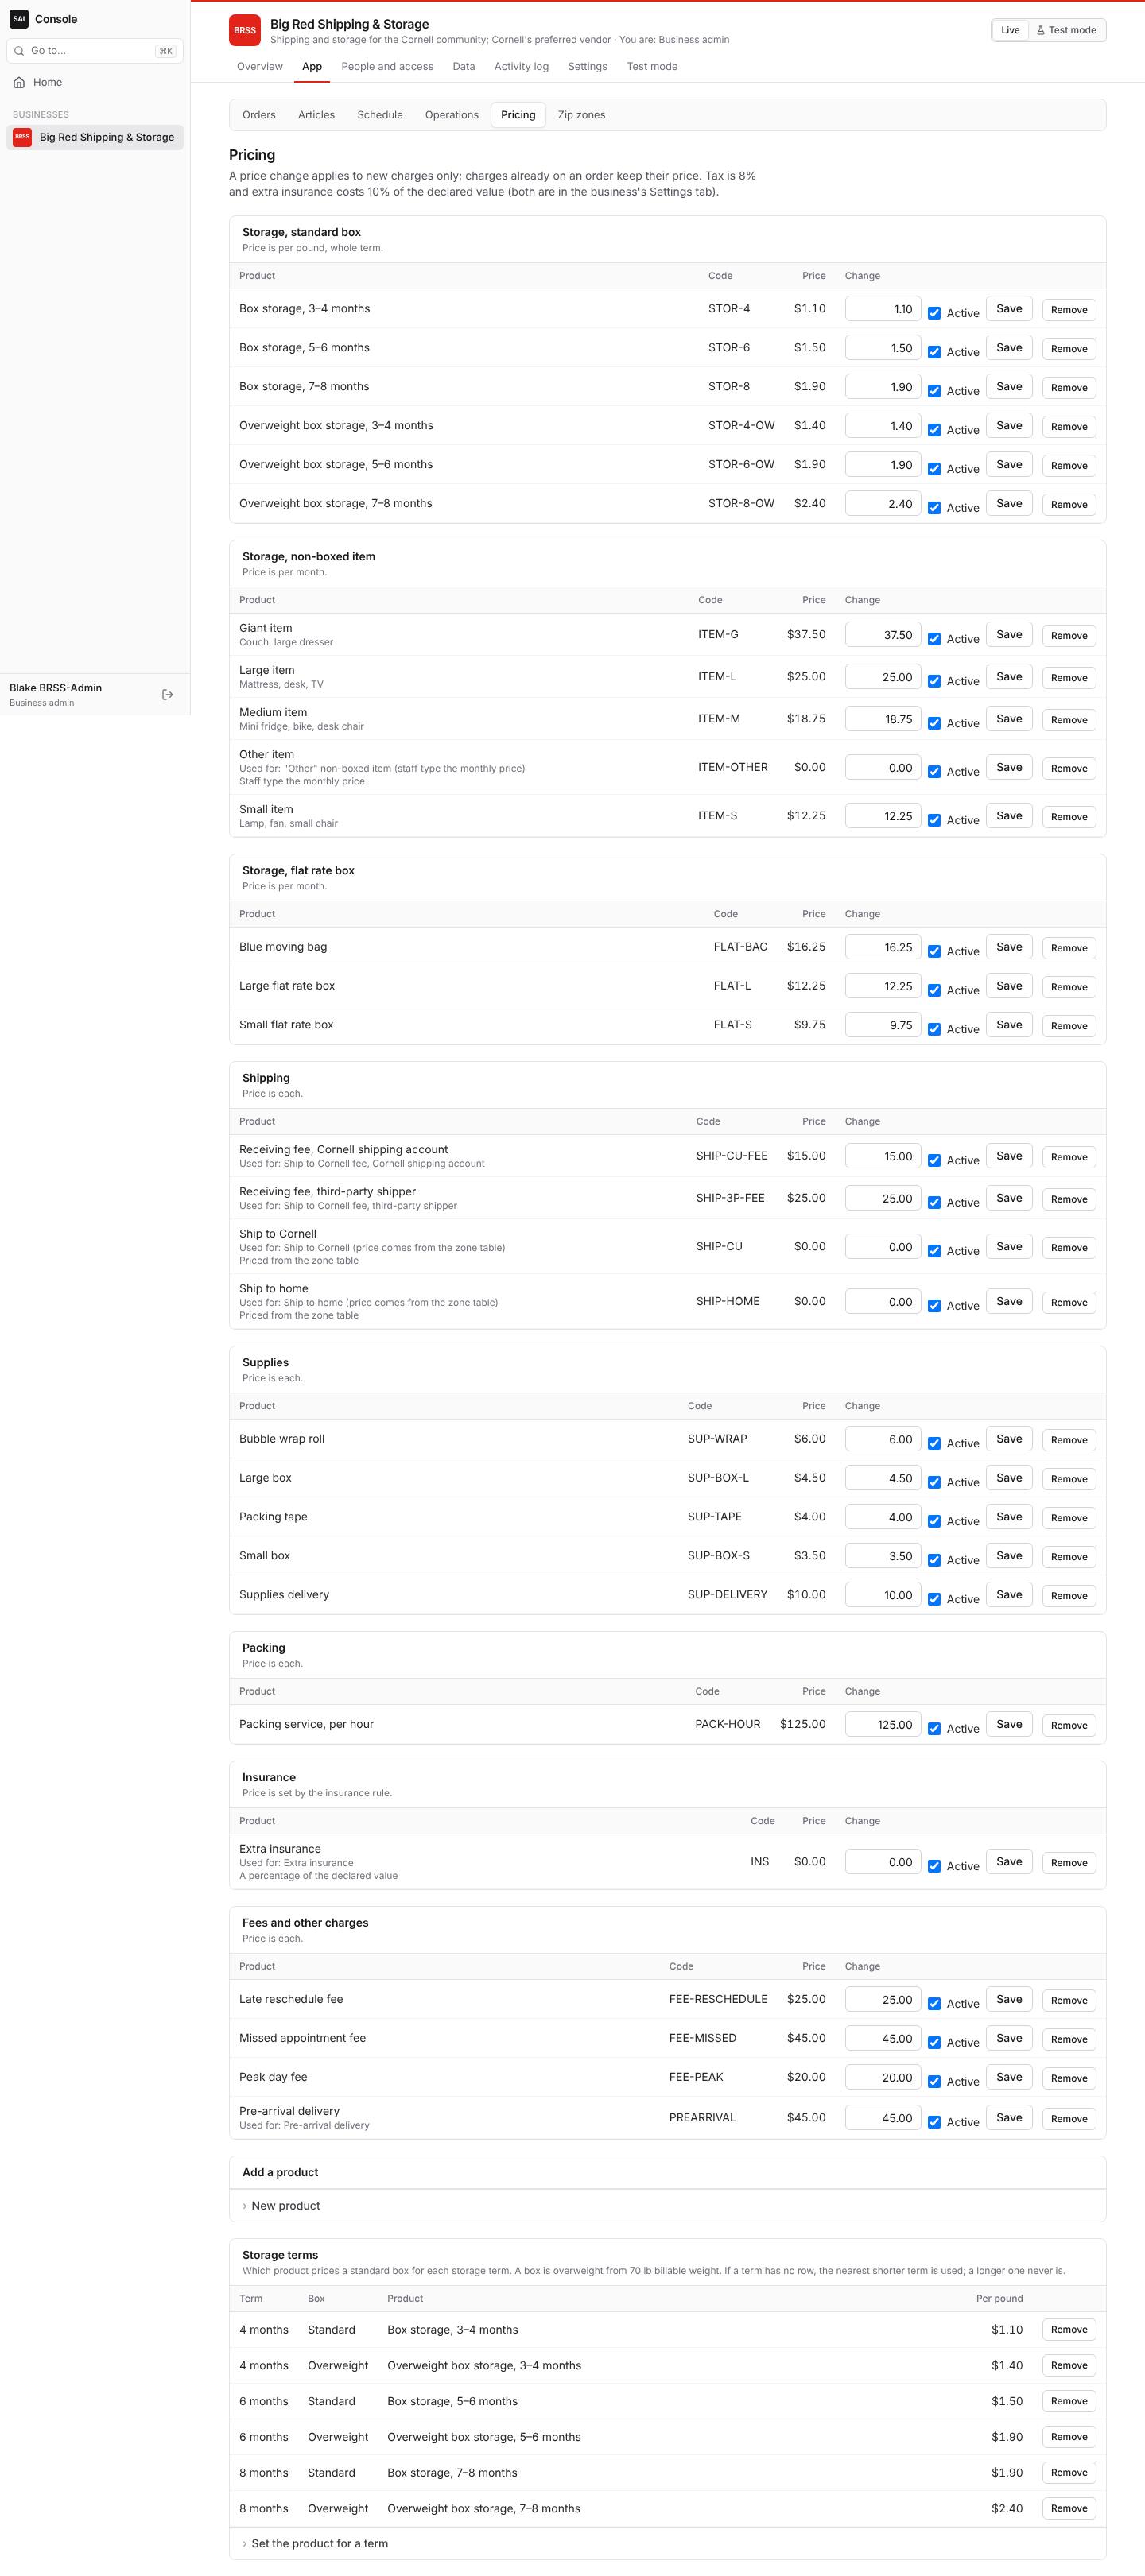 SAI Console
Go to... ⌘K
Home
BUSINESSES
BRSS Big Red Shipping & Storage
Blake BRSS-Admin
Business admin
BRSS
Big Red Shipping & Storage
Shipping and storage for the Cornell community; Cornell's preferred vendor · You are: Business admin
Live Test mode
Overview App People and access Data Activity log Settings Test mode
Orders Articles Schedule Operations Pricing Zip zones
Pricing
A price change applies to new charges only; charges already on an order keep their price. Tax is 8%
and extra insurance costs 10% of the declared value (both are in the business's Settings tab).
Storage, standard box
Price is per pound, whole term.
Product Code Price Change
Box storage, 3–4 months STOR-4 $1.10 1.10 Active Save Remove
Box storage, 5–6 months STOR-6 $1.50 1.50 Active Save Remove
Box storage, 7–8 months STOR-8 $1.90 1.90 Active Save Remove
Overweight box storage, 3–4 months STOR-4-OW $1.40 1.40 Active Save Remove
Overweight box storage, 5–6 months STOR-6-OW $1.90 1.90 Active Save Remove
Overweight box storage, 7–8 months STOR-8-OW $2.40 2.40 Active Save Remove
Storage, non-boxed item
Price is per month.
Product Code Price Change
Giant item ITEM-G $37.50 37.50 Active Save Remove
Couch, large dresser
Large item ITEM-L $25.00 25.00 Active Save Remove
Mattress, desk, TV
Medium item ITEM-M $18.75 18.75 Active Save Remove
Mini fridge, bike, desk chair
Other item ITEM-OTHER $0.00 0.00 Active Save Remove
Used for: "Other" non-boxed item (staff type the monthly price)
Staff type the monthly price
Small item ITEM-S $12.25 12.25 Active Save Remove
Lamp, fan, small chair
Storage, flat rate box
Price is per month.
Product Code Price Change
Blue moving bag FLAT-BAG $16.25 16.25 Active Save Remove
Large flat rate box FLAT-L $12.25 12.25 Active Save Remove
Small flat rate box FLAT-S $9.75 9.75 Active Save Remove
Shipping
Price is each.
Product Code Price Change
Receiving fee, Cornell shipping account SHIP-CU-FEE $15.00 15.00 Active Save Remove
Used for: Ship to Cornell fee, Cornell shipping account
Receiving fee, third-party shipper SHIP-3P-FEE $25.00 25.00 Active Save Remove
Used for: Ship to Cornell fee, third-party shipper
Ship to Cornell SHIP-CU $0.00 0.00 Active Save Remove
Used for: Ship to Cornell (price comes from the zone table)
Priced from the zone table
Ship to home SHIP-HOME $0.00 0.00 Active Save Remove
Used for: Ship to home (price comes from the zone table)
Priced from the zone table
Supplies
Price is each.
Product Code Price Change
Bubble wrap roll SUP-WRAP $6.00 6.00 Active Save Remove
Large box SUP-BOX-L $4.50 4.50 Active Save Remove
Packing tape SUP-TAPE $4.00 4.00 Active Save Remove
Small box SUP-BOX-S $3.50 3.50 Active Save Remove
Supplies delivery SUP-DELIVERY $10.00 10.00 Active Save Remove
Packing
Price is each.
Product Code Price Change
Packing service, per hour PACK-HOUR $125.00 125.00 Active Save Remove
Insurance
Price is set by the insurance rule.
Product Code Price Change
Extra insurance INS $0.00 0.00 Active Save Remove
Used for: Extra insurance
A percentage of the declared value
Fees and other charges
Price is each.
Product Code Price Change
Late reschedule fee FEE-RESCHEDULE $25.00 25.00 Active Save Remove
Missed appointment fee FEE-MISSED $45.00 45.00 Active Save Remove
Peak day fee FEE-PEAK $20.00 20.00 Active Save Remove
Pre-arrival delivery PREARRIVAL $45.00 45.00 Active Save Remove
Used for: Pre-arrival delivery
Add a product
› New product
Storage terms
Which product prices a standard box for each storage term. A box is overweight from 70 lb billable weight. If a term has no row, the nearest shorter term is used; a longer one never is.
Term Box Product Per pound
4 months Standard Box storage, 3–4 months $1.10 Remove
4 months Overweight Overweight box storage, 3–4 months $1.40 Remove
6 months Standard Box storage, 5–6 months $1.50 Remove
6 months Overweight Overweight box storage, 5–6 months $1.90 Remove
8 months Standard Box storage, 7–8 months $1.90 Remove
8 months Overweight Overweight box storage, 7–8 months $2.40 Remove
› Set the product for a term